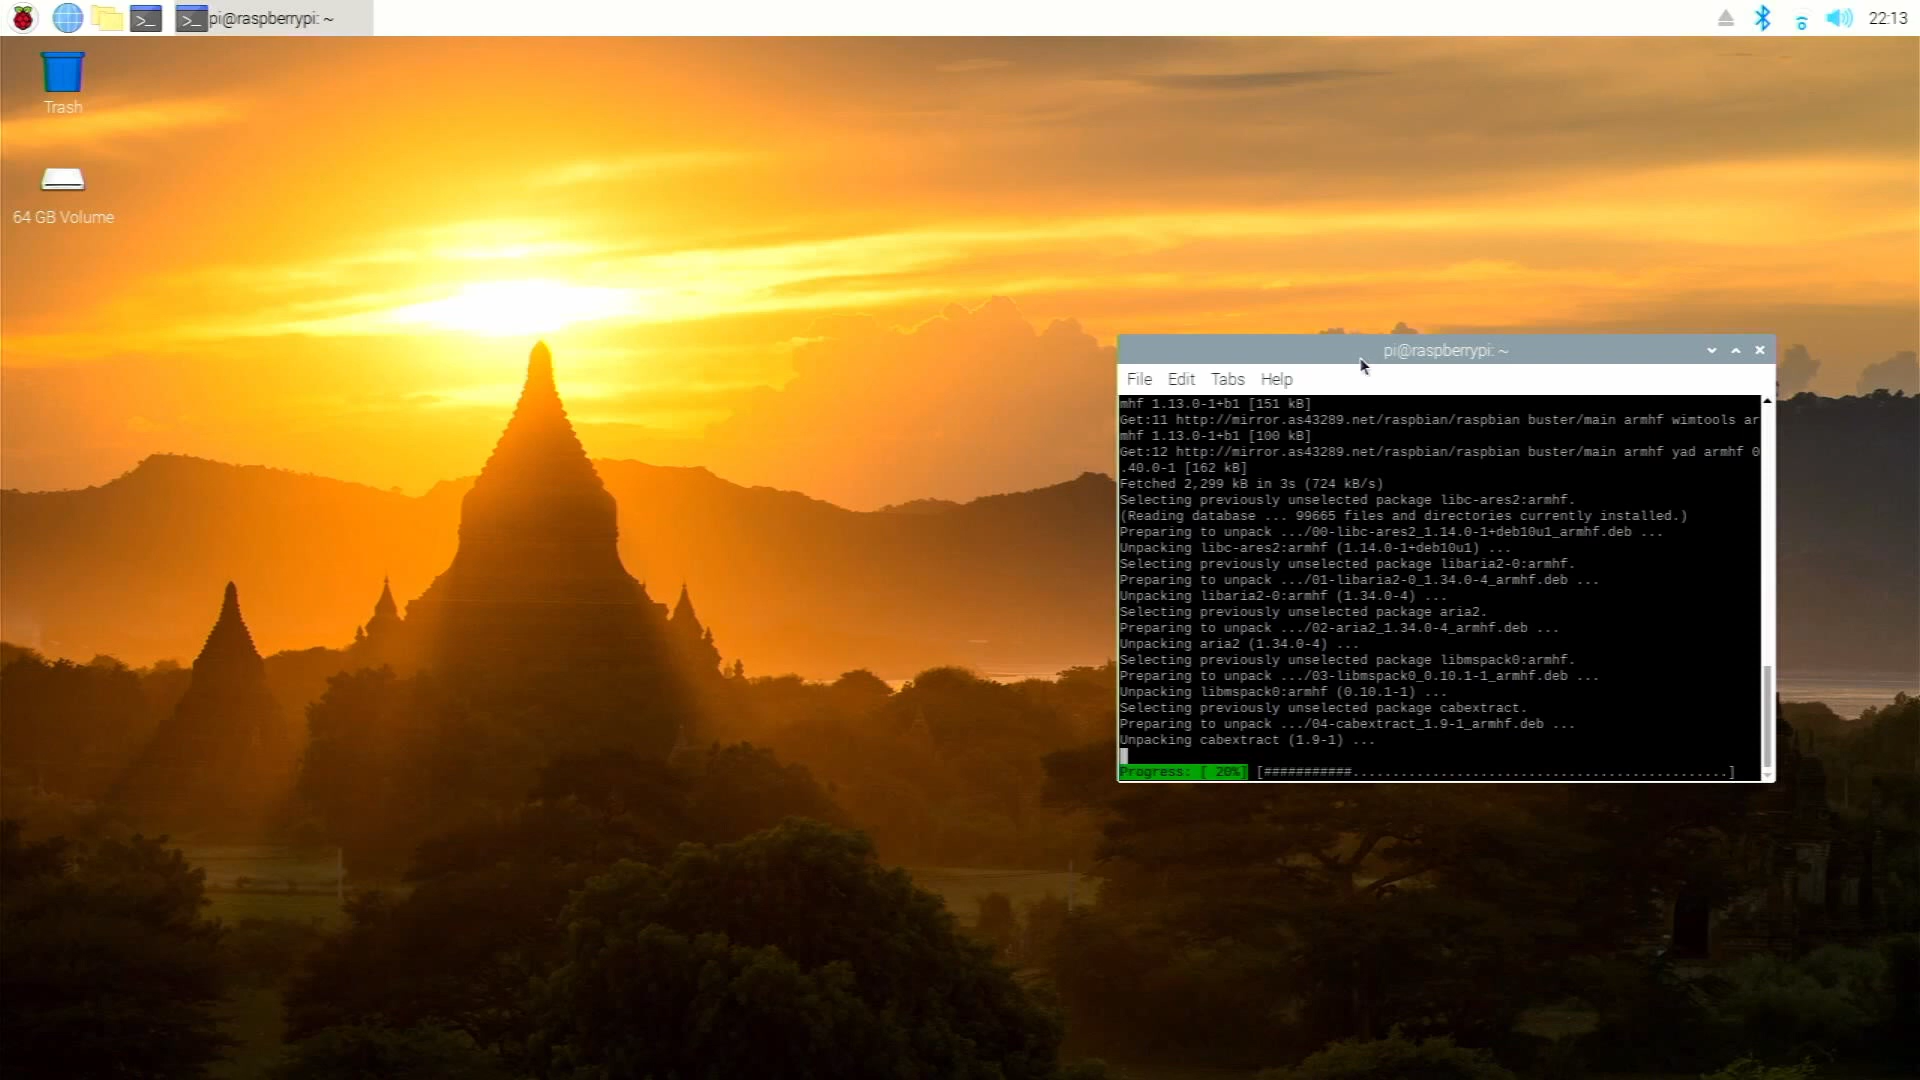 pi@raspberrypi: ~
22:13
Trash
64 GB Volume
pi@raspberrypi: ~
File Edit Tabs Help
mhf 1.13.0-1+b1 [151 kB]
Get:11 http://mirror.as43289.net/raspbian/raspbian buster/main armhf wimtools ar
mhf 1.13.0-1+b1 [100 kB]
Get:12 http://mirror.as43289.net/raspbian/raspbian buster/main armhf yad armhf 0
.40.0-1 [162 kB]
Fetched 2,299 kB in 3s (724 kB/s)
Selecting previously unselected package libc-ares2:armhf.
(Reading database ... 99665 files and directories currently installed.)
Preparing to unpack .../00-libc-ares2_1.14.0-1+deb10u1_armhf.deb ...
Unpacking libc-ares2:armhf (1.14.0-1+deb10u1) ...
Selecting previously unselected package libaria2-0:armhf.
Preparing to unpack .../01-libaria2-0_1.34.0-4_armhf.deb ...
Unpacking libaria2-0:armhf (1.34.0-4) ...
Selecting previously unselected package aria2.
Preparing to unpack .../02-aria2_1.34.0-4_armhf.deb ...
Unpacking aria2 (1.34.0-4) ...
Selecting previously unselected package libmspack0:armhf.
Preparing to unpack .../03-libmspack0_0.10.1-1_armhf.deb ...
Unpacking libmspack0:armhf (0.10.1-1) ...
Selecting previously unselected package cabextract.
Preparing to unpack .../04-cabextract_1.9-1_armhf.deb ...
Unpacking cabextract (1.9-1) ...
Progress: [ 20%] [###########...............................................]